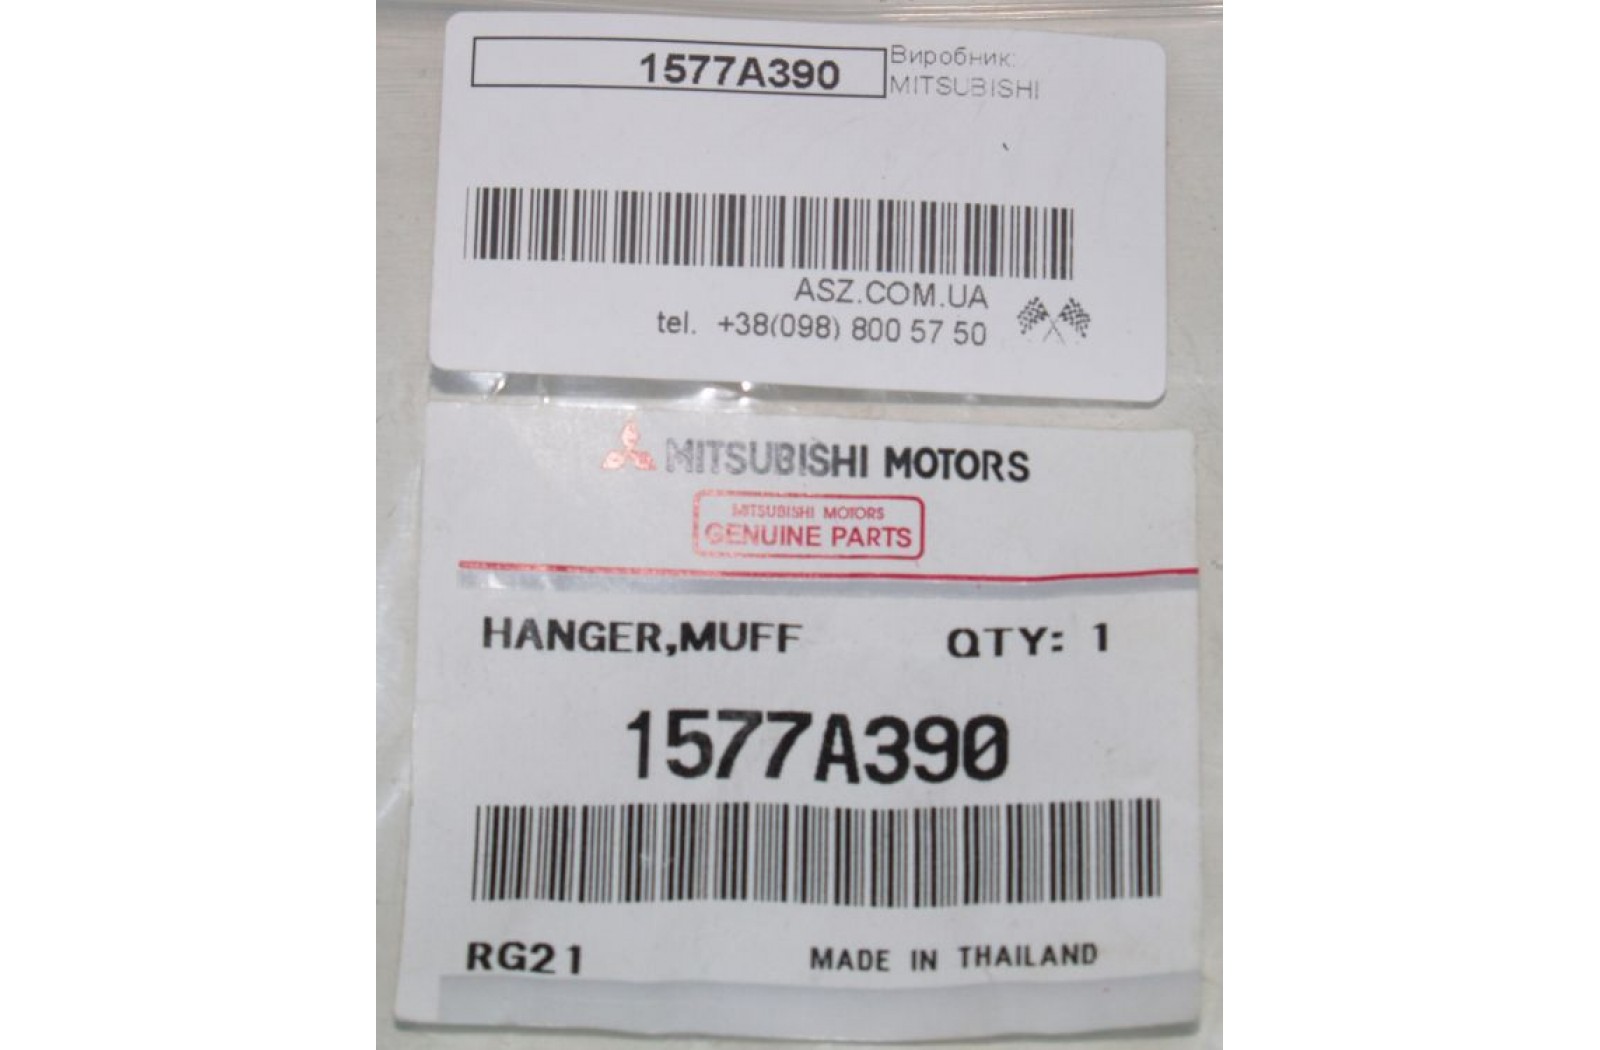 1577A390
Виробник:
MITSUBISHI
ASZ.COM.UA
tel. +38(098) 800 57 50
MITSUBISHI MOTORS
MITSUBISHI MOTORS
GENUINE PARTS
HANGER,MUFF QTY: 1
1577A390
RG21 MADE IN THAILAND